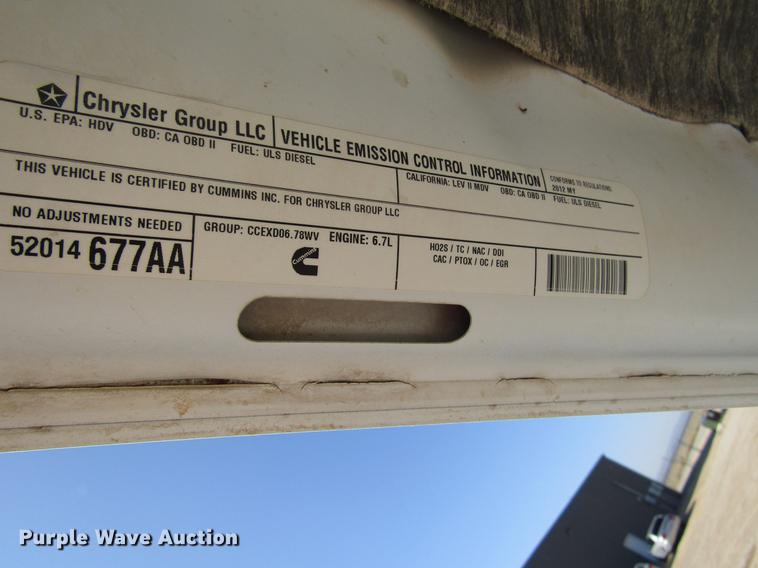 Chrysler Group LLC
VEHICLE EMISSION CONTROL INFORMATION
CONFORMS TO REGULATIONS:
2012 MY
U.S. EPA: HDV OBD: CA OBD II FUEL: ULS DIESEL
CALIFORNIA: LEV II MDV OBD: CA OBD II FUEL: ULS DIESEL
THIS VEHICLE IS CERTIFIED BY CUMMINS INC. FOR CHRYSLER GROUP LLC
NO ADJUSTMENTS NEEDED
52014 677AA
GROUP: CCEXD06.78WV ENGINE: 6.7L
Cummins
HO2S / TC / NAC / DDI
CAC / PTOX / OC / EGR
Purple Wave Auction